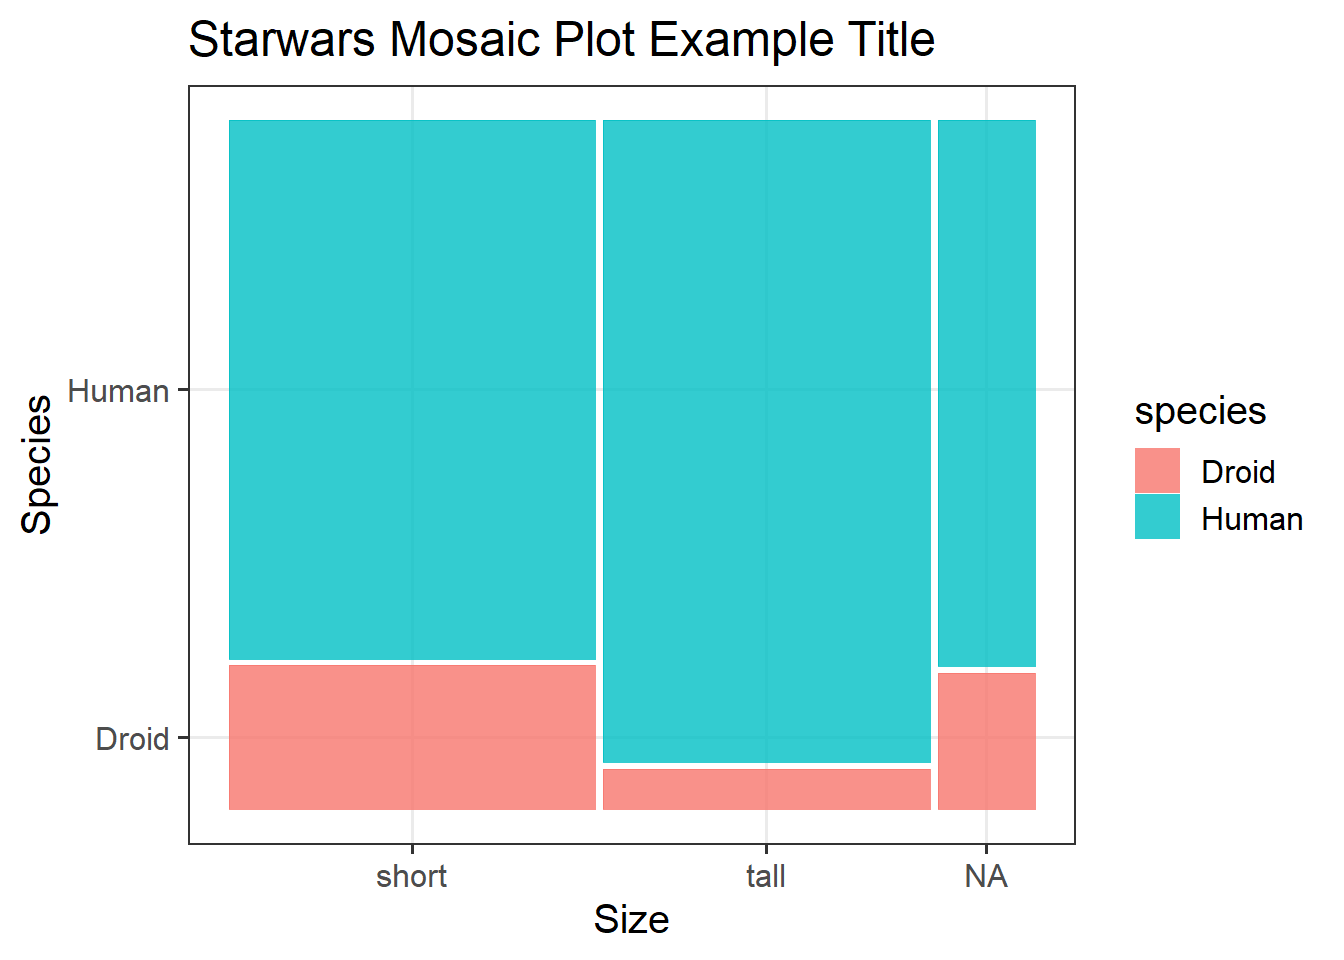 Starwars Mosaic Plot Example Title
Species
Human
Droid
short
tall
NA
Size
species
Droid
Human